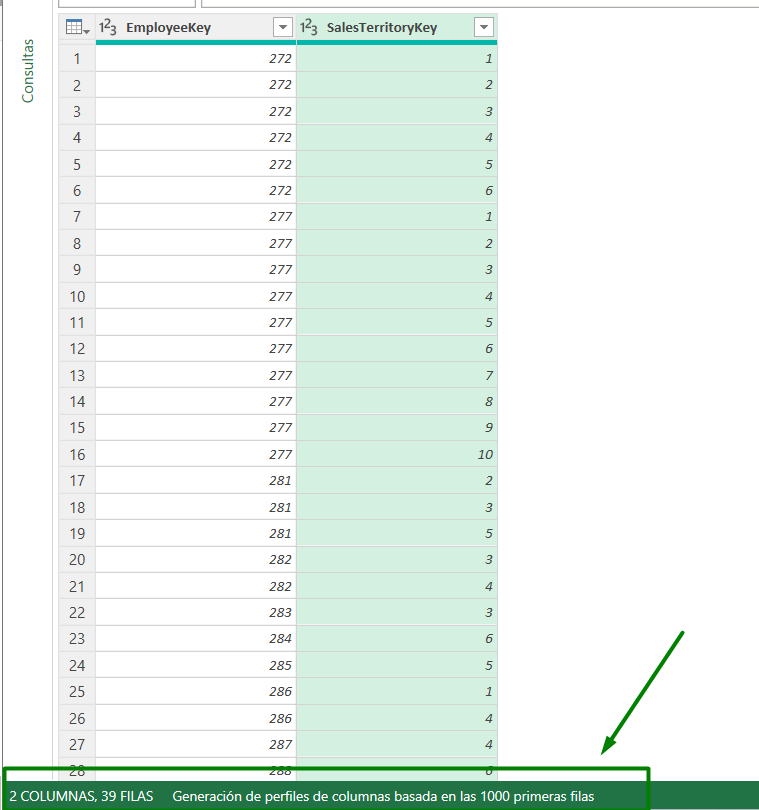 Consultas
1²3 EmployeeKey 1²3 SalesTerritoryKey
1 272 1
2 272 2
3 272 3
4 272 4
5 272 5
6 272 6
7 277 1
8 277 2
9 277 3
10 277 4
11 277 5
12 277 6
13 277 7
14 277 8
15 277 9
16 277 10
17 281 2
18 281 3
19 281 5
20 282 3
21 282 4
22 283 3
23 284 6
24 285 5
25 286 1
26 286 4
27 287 4
28 288 6
2 COLUMNAS, 39 FILAS Generación de perfiles de columnas basada en las 1000 primeras filas